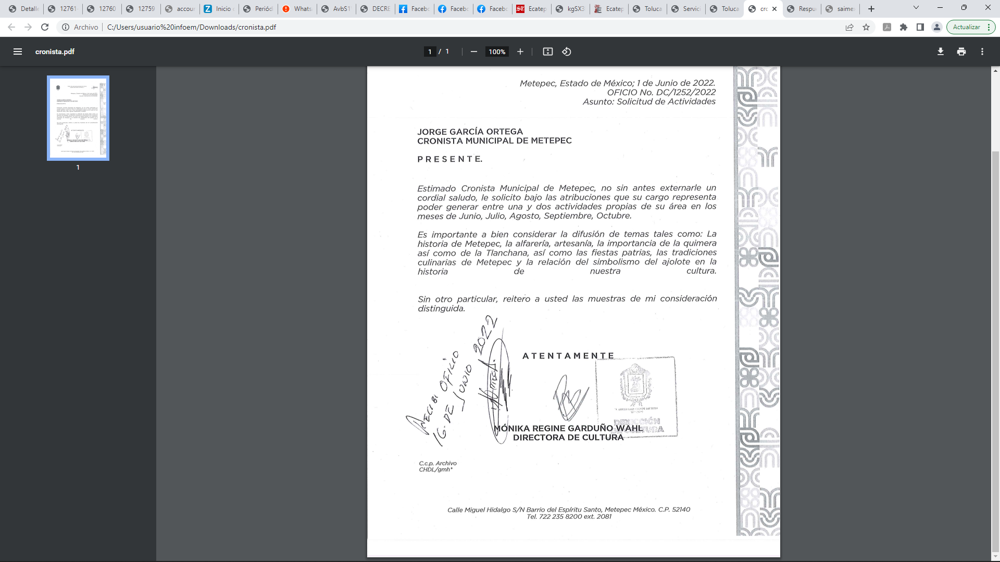 Detalle
12761
12760
12759
accoun
Inicio
Periód
Whats
AvbS1
DECRE
Facebo
Facebo
Facebo
Ecatep
kgSX3
Ecatep
Toluca
Servici
Toluca
cro
Respu
saimex
Archivo
C:/Users/usuario%20infoem/Downloads/cronista.pdf
Actualizar
cronista.pdf
1 / 1
100%
1
Metepec, Estado de México; 1 de Junio de 2022.
OFICIO No. DC/1252/2022
Asunto: Solicitud de Actividades
JORGE GARCÍA ORTEGA
CRONISTA MUNICIPAL DE METEPEC
P R E S E N T E.
Estimado Cronista Municipal de Metepec, no sin antes externarle un
cordial saludo, le solicito bajo las atribuciones que su cargo representa
poder generar entre una y dos actividades propias de su área en los
meses de Junio, Julio, Agosto, Septiembre, Octubre.
Es importante a bien considerar la difusión de temas tales como: La
historia de Metepec, la alfarería, artesanía, la importancia de la quimera
así como de la Tlanchana, así como las fiestas patrias, las tradiciones
culinarias de Metepec y la relación del simbolismo del ajolote en la
historia de nuestra cultura.
Sin otro particular, reitero a usted las muestras de mi consideración
distinguida.
RECIBI OFICIO
16. DE JUNIO 2022
A T E N T A M E N T E
DIRECCIÓN
DE CULTURA
MÓNIKA REGINE GARDUÑO WAHL
DIRECTORA DE CULTURA
C.c.p. Archivo
CHDL/gmh*
Calle Miguel Hidalgo S/N Barrio del Espíritu Santo, Metepec México. C.P. 52140
Tel. 722 235 8200 ext. 2081